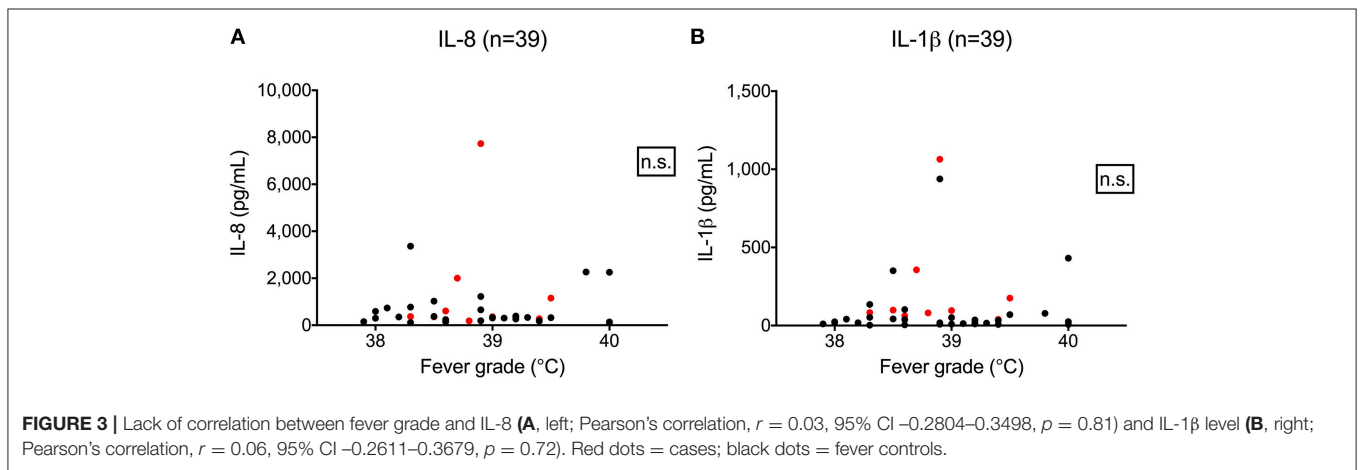 A IL-8 (n=39)
10,000
8,000
6,000
4,000
2,000
0
IL-8
(pg/mL)
n.s.
38 39 40
Fever grade (°C)
B IL-1β (n=39)
1,500
1,000
500
0
IL-1β (pg/mL)
n.s.
38 39 40
Fever grade (°C)
FIGURE 3 | Lack of correlation between fever grade and IL-8 (A, left; Pearson's correlation, r = 0.03, 95% CI –0.2804–0.3498, p = 0.81) and IL-1β level (B, right;
Pearson's correlation, r = 0.06, 95% CI –0.2611–0.3679, p = 0.72). Red dots = cases; black dots = fever controls.